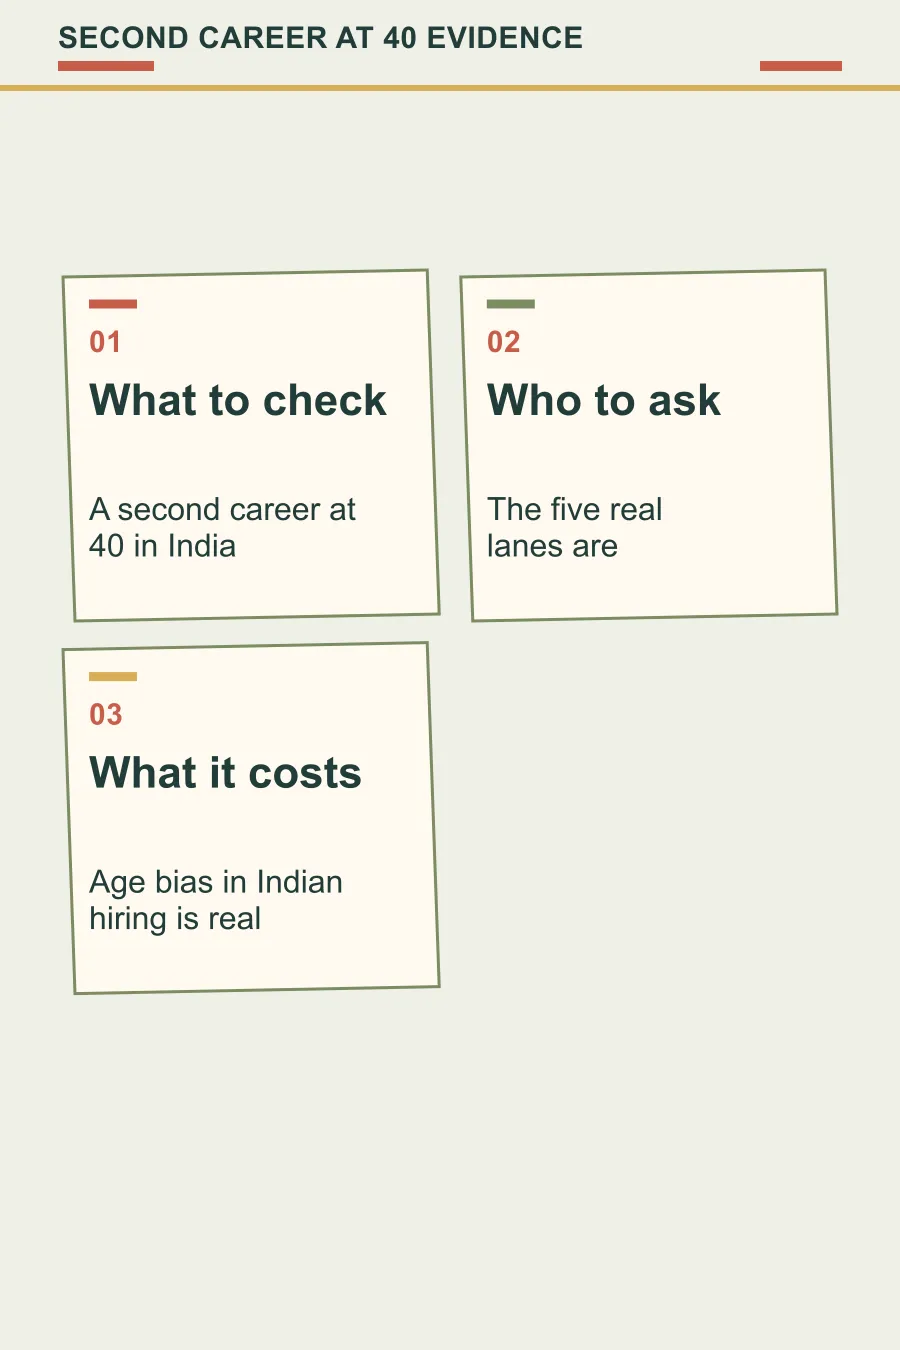 SECOND CAREER AT 40 EVIDENCE
01
What to check
A second career at
40 in India
02
Who to ask
The five real
lanes are
03
What it costs
Age bias in Indian
hiring is real